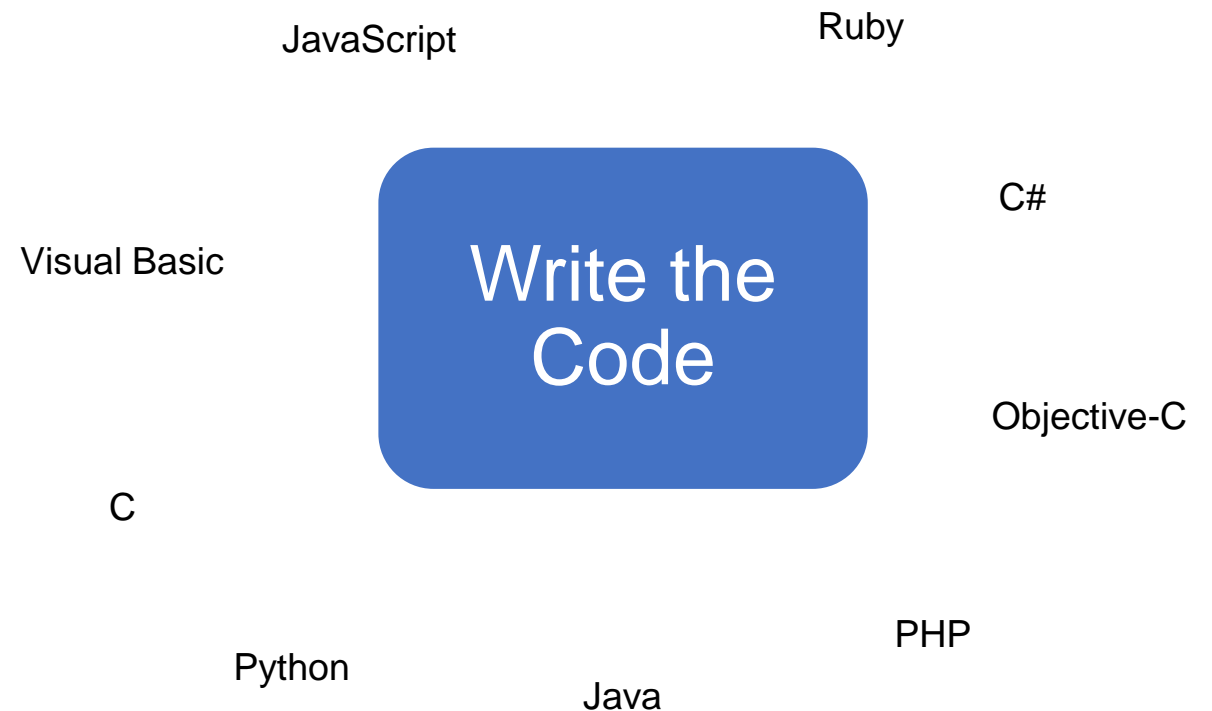 JavaScript
Ruby
C#
Visual Basic
Write the
Code
Objective-C
C
PHP
Python
Java